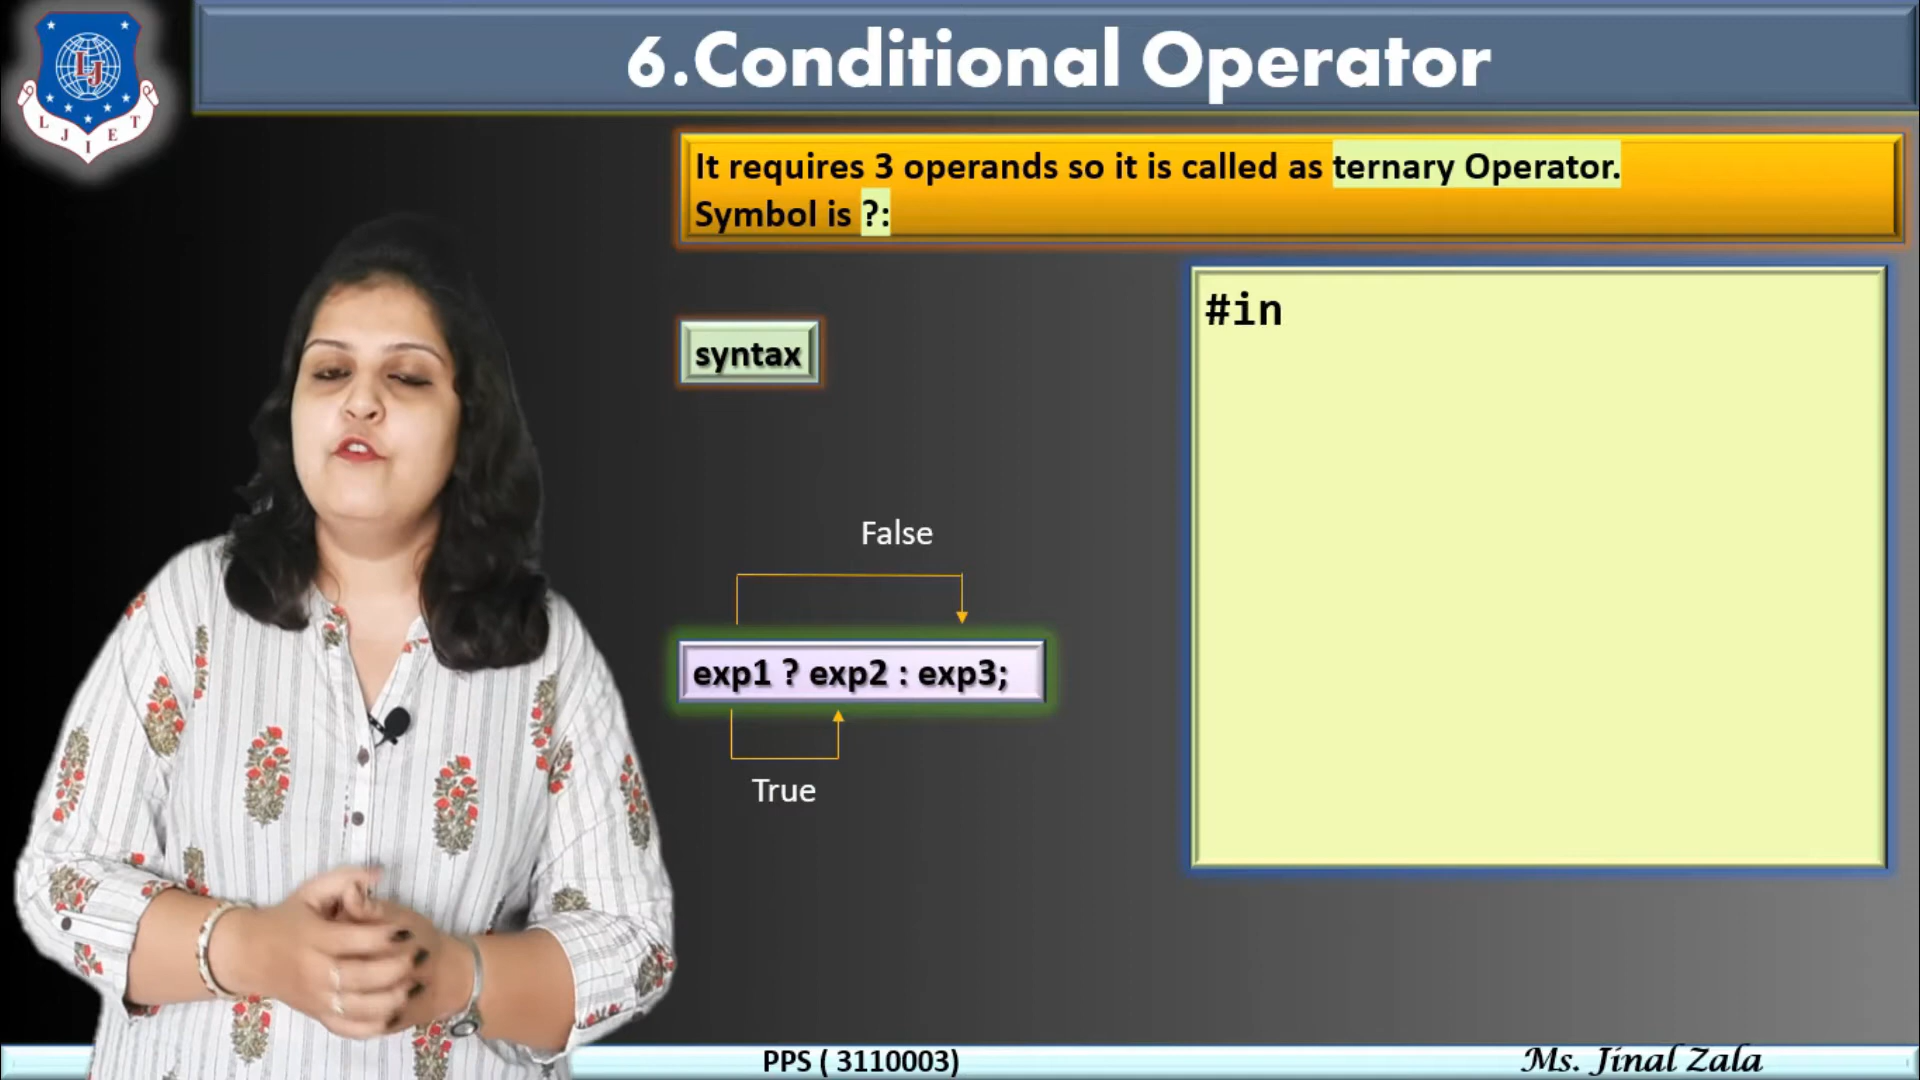 6.Conditional Operator
LJ
L J I E T
It requires 3 operands so it is called as ternary Operator.
Symbol is ?:
#in
syntax
False
exp1 ? exp2 : exp3;
True
PPS ( 3110003)
Ms. Jinal Zala